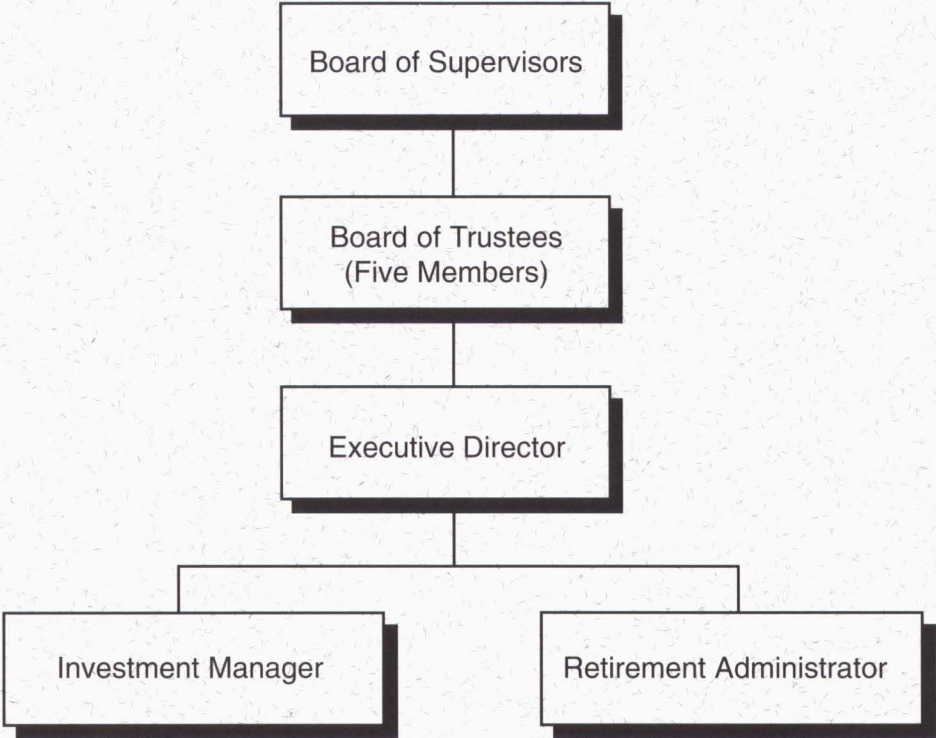 Board of Supervisors
Board of Trustees
(Five Members)
Executive Director
Investment Manager
Retirement Administrator